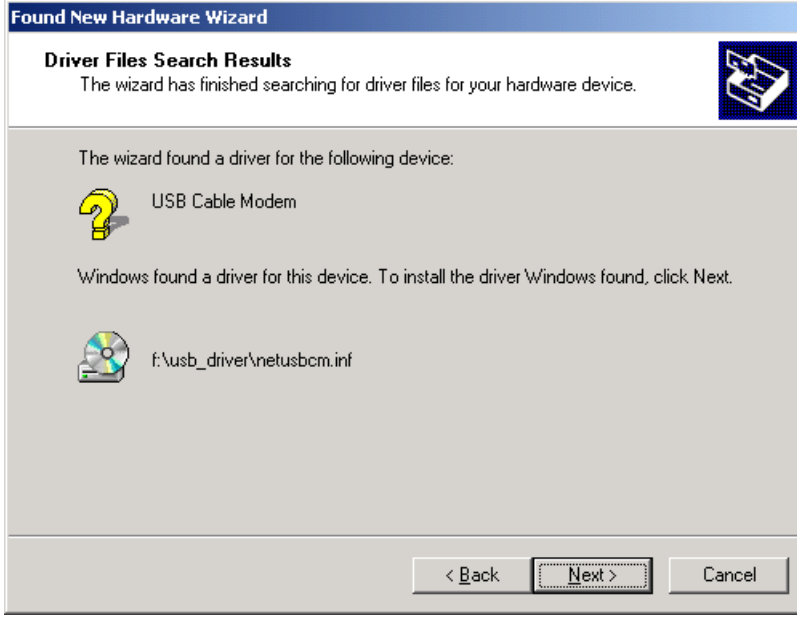 Found New Hardware Wizard
Driver Files Search Results
The wizard has finished searching for driver files for your hardware device.
The wizard found a driver for the following device:
USB Cable Modem
Windows found a driver for this device. To install the driver Windows found, click Next.
f:\usb_driver\netusbcm.inf
< Back Next > Cancel